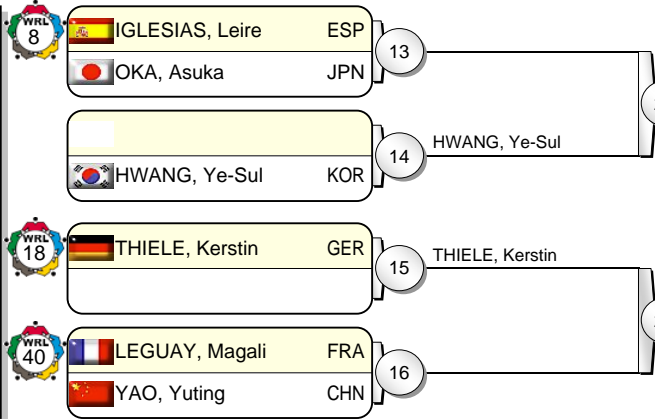 WRL
8
IGLESIAS, Leire ESP
13
OKA, Asuka JPN
14
HWANG, Ye-Sul
HWANG, Ye-Sul KOR
WRL
18
THIELE, Kerstin GER
15
THIELE, Kerstin
WRL
40
LEGUAY, Magali FRA
16
YAO, Yuting CHN